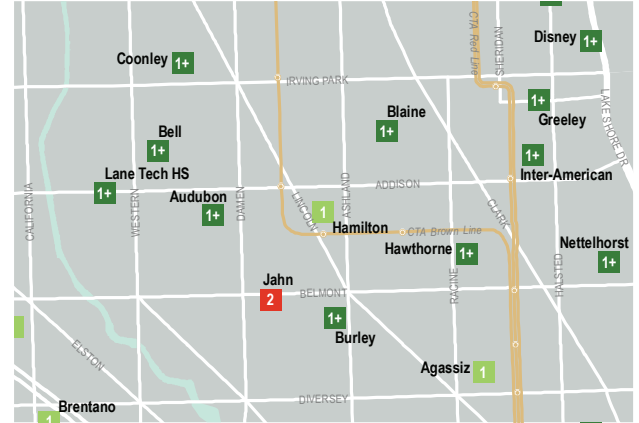 Disney
1+
CTA Red Line
SHERIDAN
Coonley
1+
IRVING PARK
LAKE SHORE DR
1+
Greeley
Blaine
1+
Bell
1+
1+
Inter-American
Lane Tech HS
1+
ADDISON
Audubon
1+
CALIFORNIA
WESTERN
DAMEN
LINCOLN
ASHLAND
1
Hamilton
CTA Brown Line
CLARK
Hawthorne
1+
Nettelhorst
1+
RACINE
HALSTED
Jahn
2
BELMONT
1+
Burley
ELSTON
Agassiz
1
DIVERSEY
Brentano
1
1+